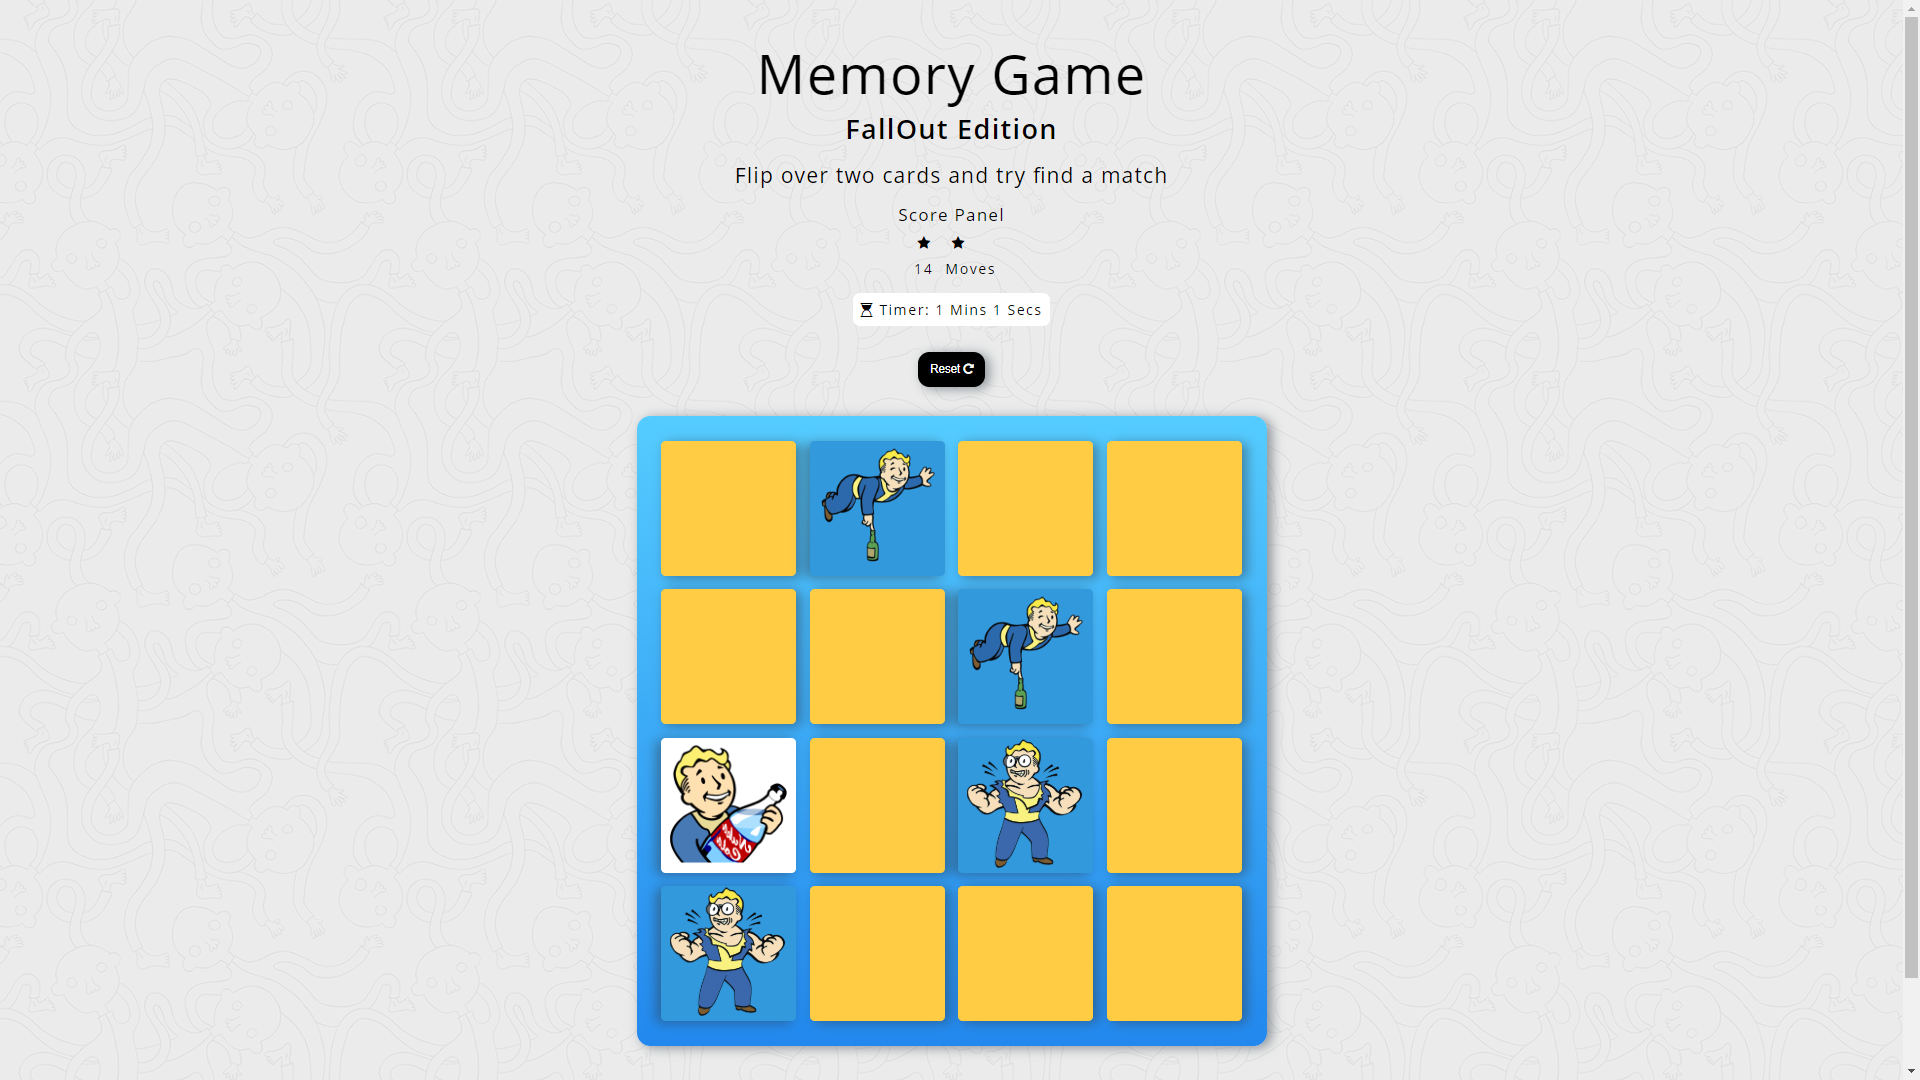 Memory Game
FallOut Edition
Flip over two cards and try find a match
Score Panel
14 Moves
Timer: 1 Mins 1 Secs
Reset